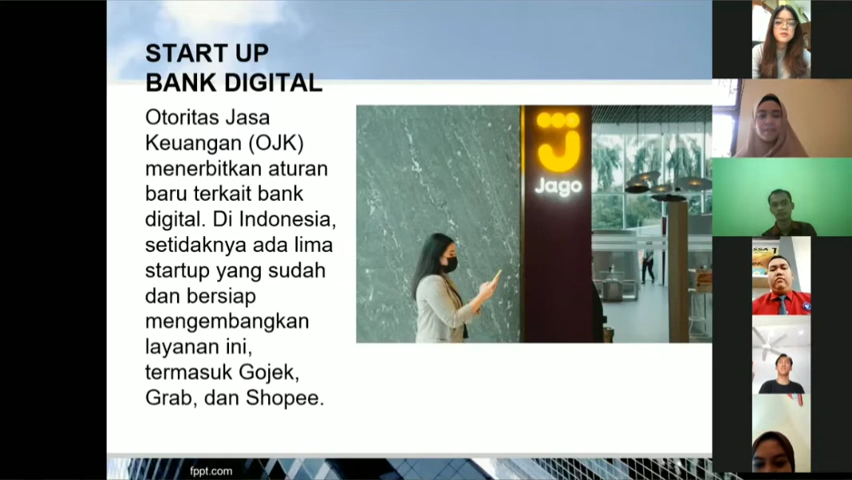 START UP
BANK DIGITAL
Otoritas Jasa
Keuangan (OJK)
menerbitkan aturan
baru terkait bank
digital. Di Indonesia,
setidaknya ada lima
startup yang sudah
dan bersiap
mengembangkan
layanan ini,
termasuk Gojek,
Grab, dan Shopee.
Jago
fppt.com